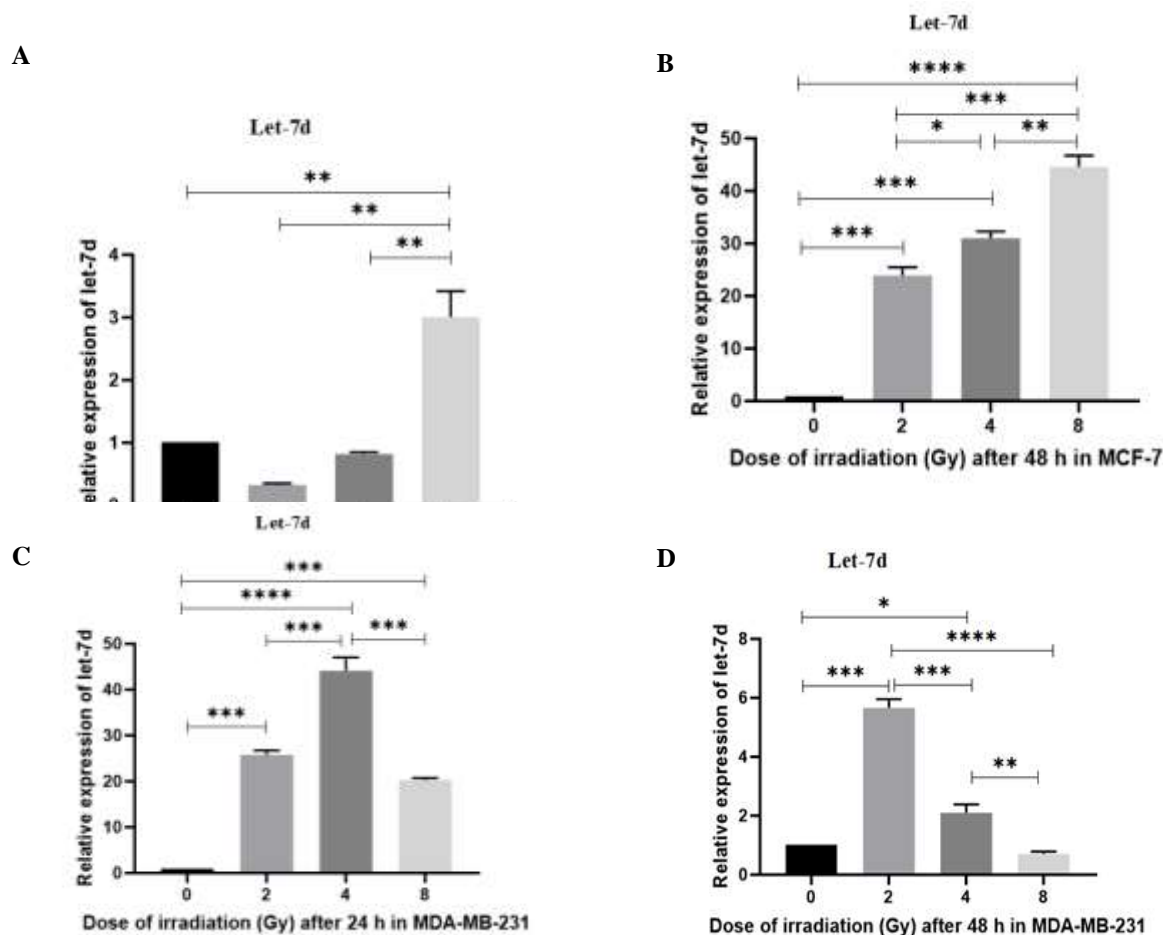 A
Let-7d
**
**
**
4
3
2
1
0
Relative expression of let-7d
B
Let-7d
****
***
*
**
***
***
50
40
30
20
10
0
Relative expression of let-7d
0 2 4 8
Dose of irradiation (Gy) after 48 h in MCF-7
C
Let-7d
***
****
***
***
***
50
40
30
20
10
0
Relative expression of let-7d
0 2 4 8
Dose of irradiation (Gy) after 24 h in MDA-MB-231
D
Let-7d
*
****
***
***
**
8
6
4
2
0
Relative expression of let-7d
0 2 4 8
Dose of irradiation (Gy) after 48 h in MDA-MB-231